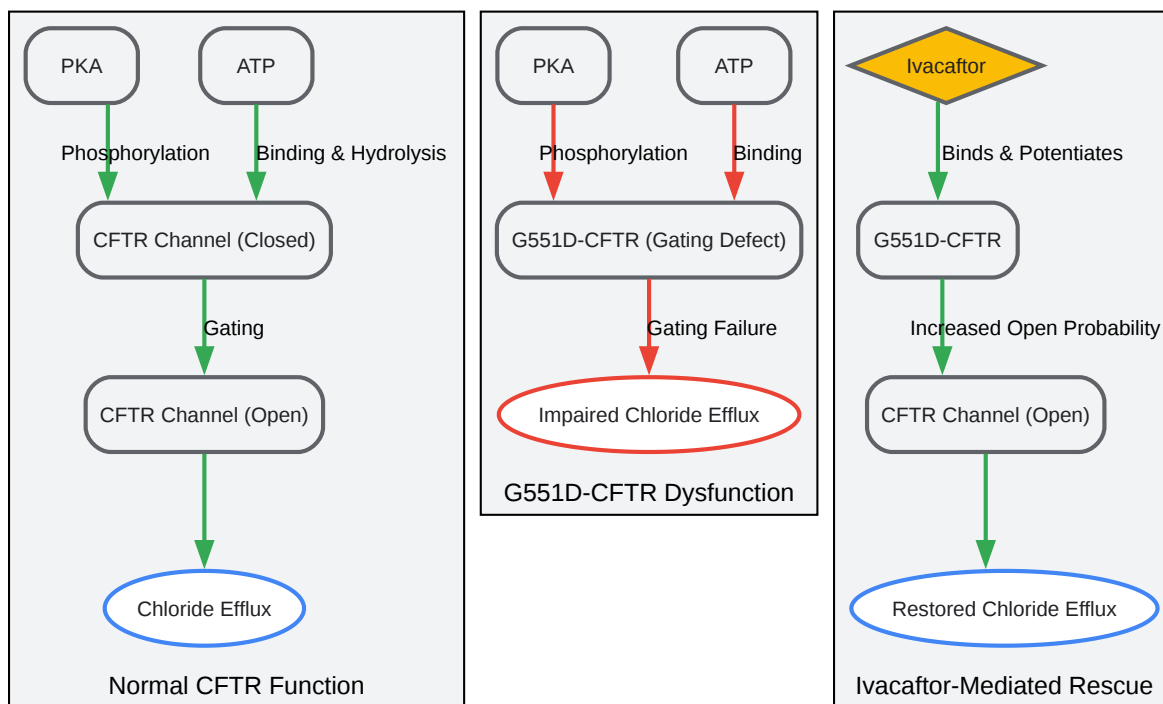 PKA
ATP
Phosphorylation
Binding & Hydrolysis
CFTR Channel (Closed)
Gating
CFTR Channel (Open)
Chloride Efflux
Normal CFTR Function
PKA
ATP
Phosphorylation
Binding
G551D-CFTR (Gating Defect)
Gating Failure
Impaired Chloride Efflux
G551D-CFTR Dysfunction
Ivacaftor
Binds & Potentiates
G551D-CFTR
Increased Open Probability
CFTR Channel (Open)
Restored Chloride Efflux
Ivacaftor-Mediated Rescue